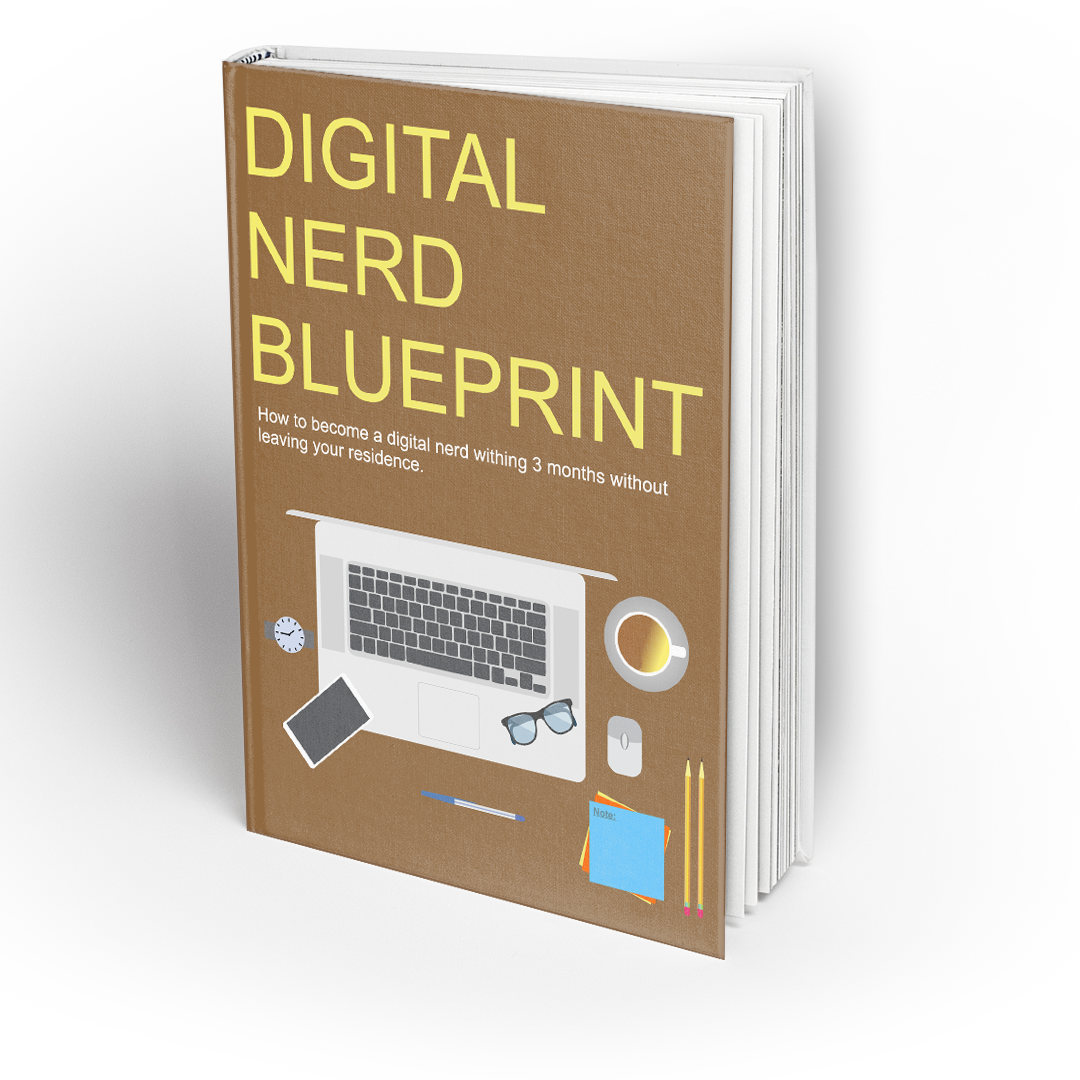 DIGITAL
NERD
BLUEPRINT
How to become a digital nerd withing 3 months without
leaving your residence.
Note: